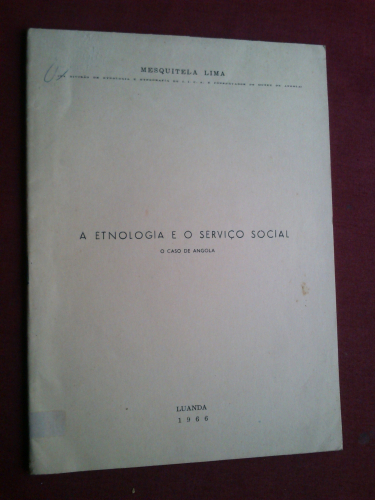 MESQUITELA LIMA
A ETNOLOGIA E O SERVIÇO SOCIAL
O CASO DE ANGOLA
LUANDA
1966